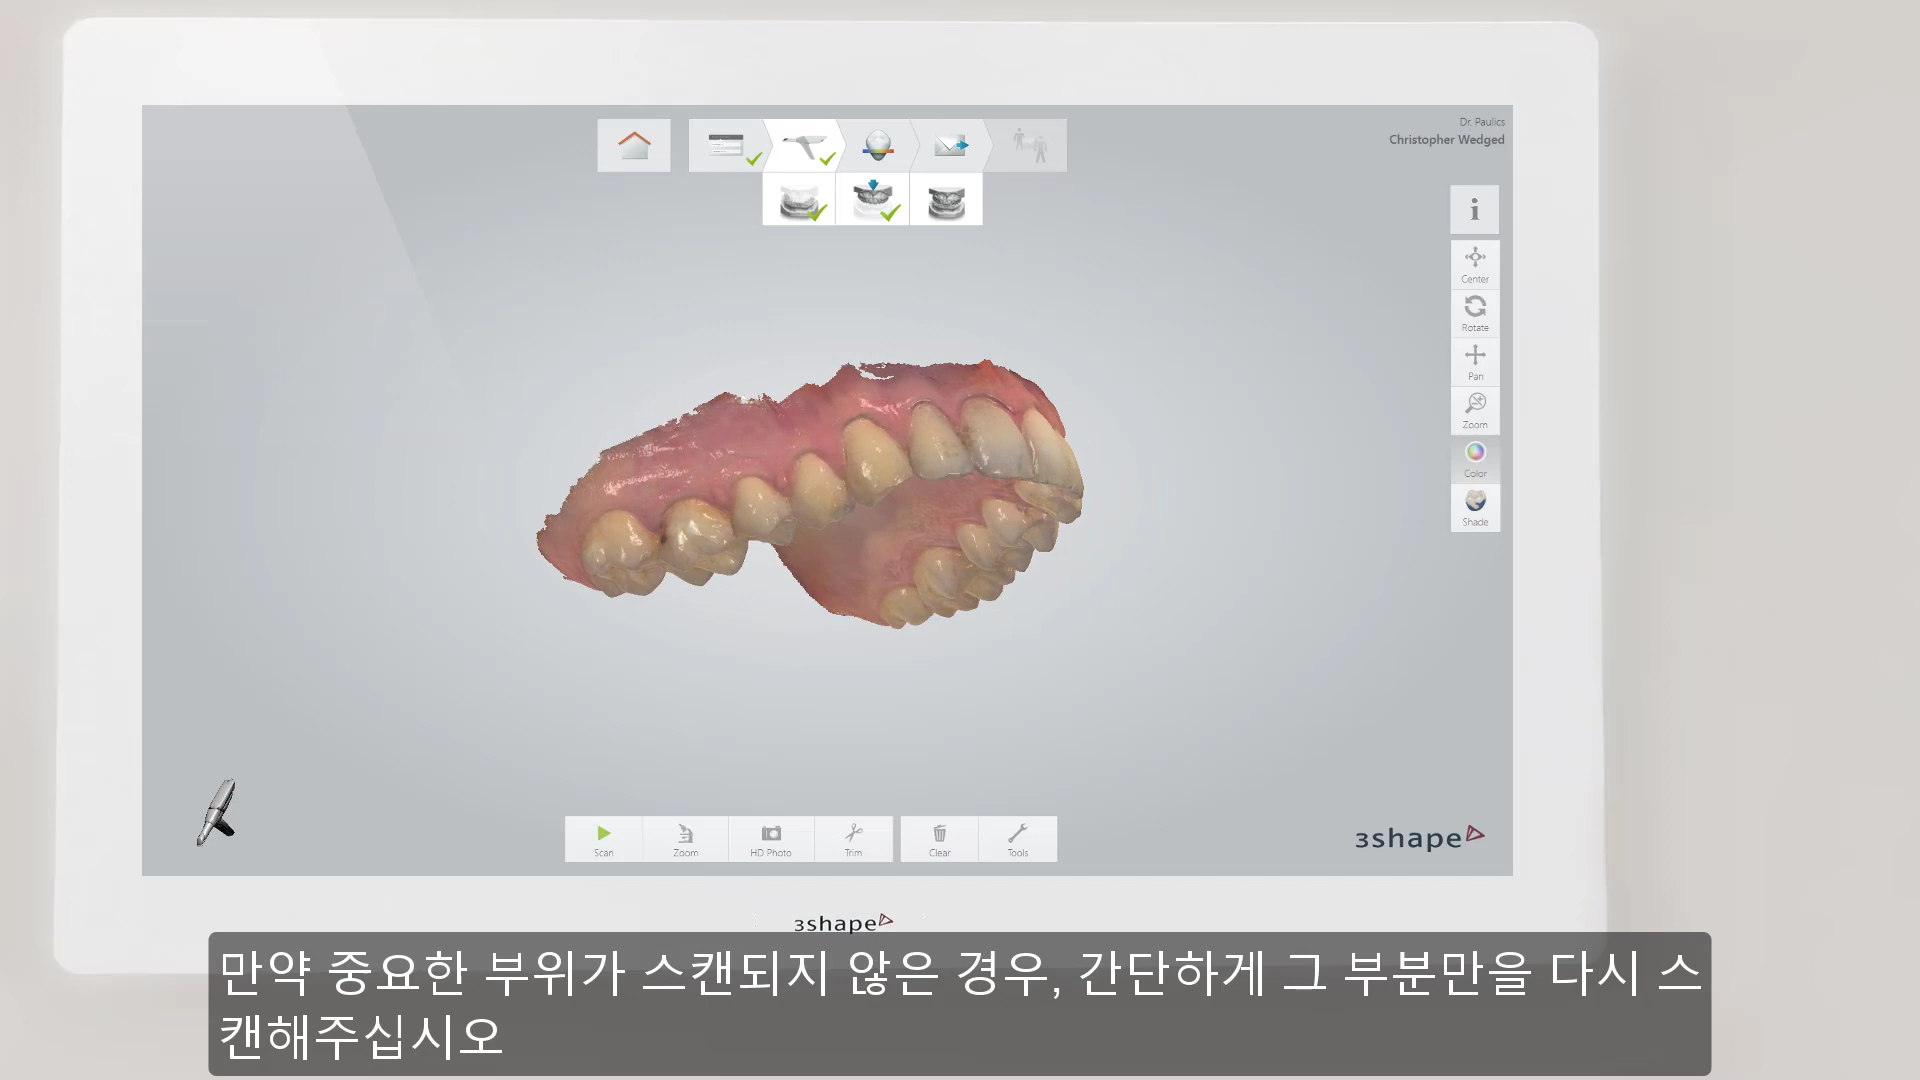 Dr. Paulics
Christopher Wedged
i
Center
Rotate
Pan
Zoom
Color
Shade
Scan
Zoom
HD Photo
Trim
Clear
Tools
3shape
3shape
만약 중요한 부위가 스캔되지 않은 경우, 간단하게 그 부분만을 다시 스
캔해주십시오